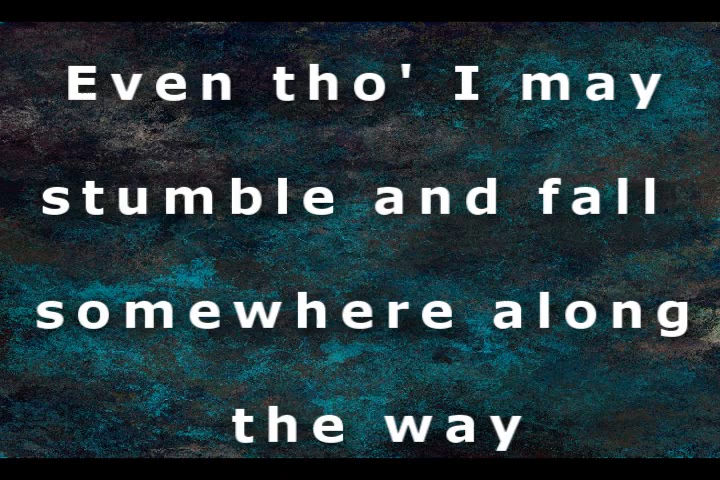 Even tho' I may
stumble and fall
somewhere along
the way